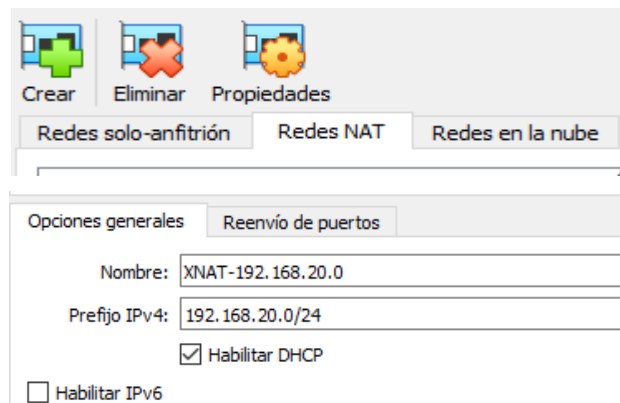 Crear Eliminar Propiedades
Redes solo-anfitrión Redes NAT Redes en la nube
Opciones generales Reenvío de puertos
Nombre: XNAT-192.168.20.0
Prefijo IPv4: 192.168.20.0/24
Habilitar DHCP
Habilitar IPv6